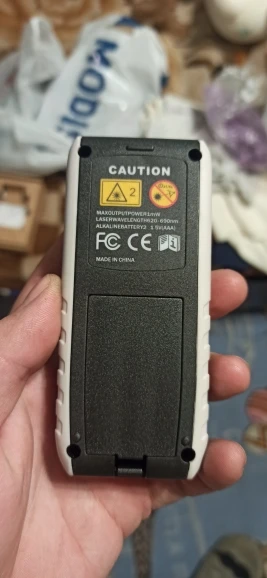 CAUTION
2
MAXOUTPUTPOWER≤1mW
LASERWAVELENGTH620-690nm
ALKALINEBATTERY2 1.5V(AAA)
FC CE
MADE IN CHINA